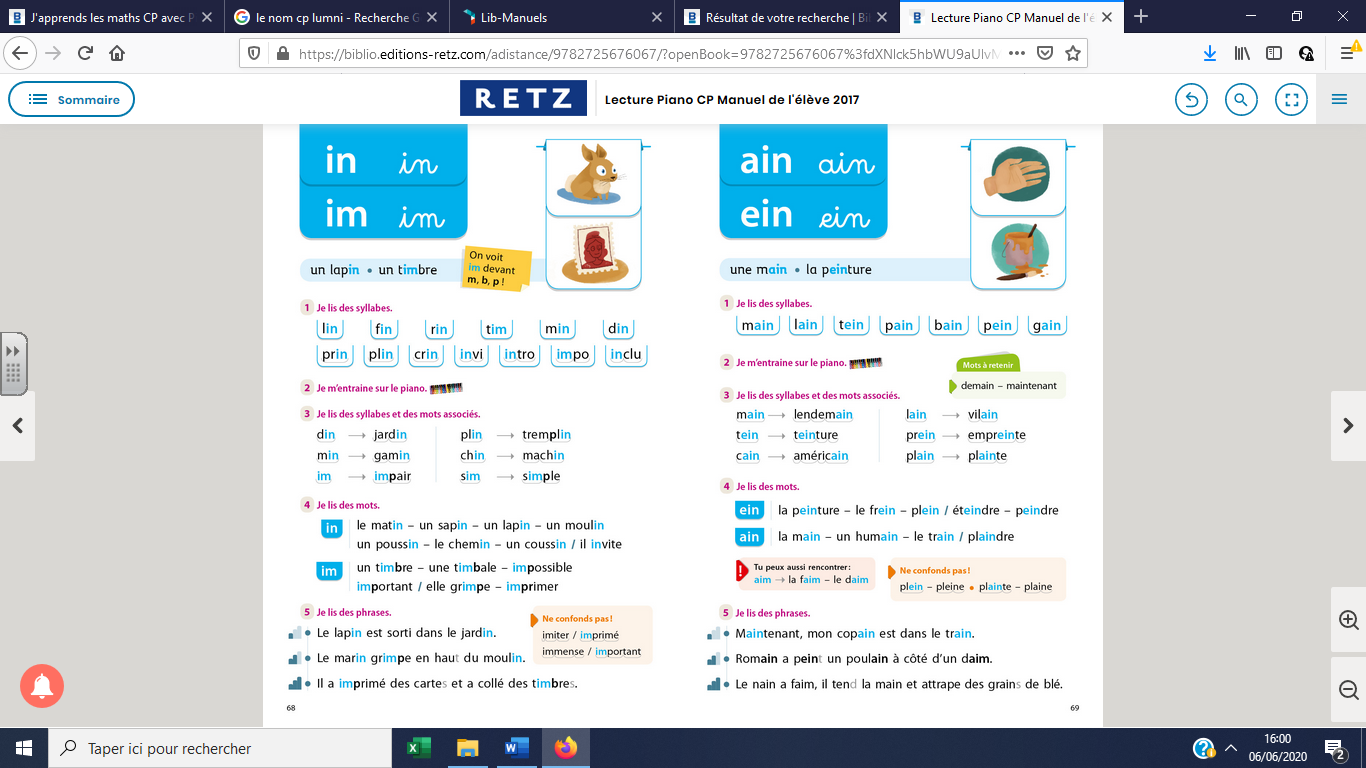 J'apprends les maths CP avec P
le nom cp lumni - Recherche G
Lib-Manuels
Résultat de votre recherche | Bi
Lecture Piano CP Manuel de l'é
https://biblio.editions-retz.com/adistance/9782725676067/?openBook=9782725676067%3fdXNlck5hbWU9aUlvM
Sommaire
RETZ
Lecture Piano CP Manuel de l'élève 2017
in in
im im
un lapin • un timbre
On voit
im devant
m, b, p !
1 Je lis des syllabes.
lin fin rin tim min din
prin plin crin invi intro impo inclu
2 Je m'entraine sur le piano.
3 Je lis des syllabes et des mots associés.
din → jardin plin → tremplin
min → gamin chin → machin
im → impair sim → simple
4 Je lis des mots.
in le matin – un sapin – un lapin – un moulin
un poussin – le chemin – un coussin / il invite
im un timbre – une timbale – impossible
important / elle grimpe – imprimer
5 Je lis des phrases.
Le lapin est sorti dans le jardin.
Le marin grimpe en haut du moulin.
Il a imprimé des cartes et a collé des timbres.
Ne confonds pas !
imiter / imprimé
immense / important
68
ain ain
ein ein
une main • la peinture
1 Je lis des syllabes.
main lain tein pain bain pein gain
2 Je m'entraine sur le piano.
Mots à retenir
demain – maintenant
3 Je lis des syllabes et des mots associés.
main → lendemain lain → vilain
tein → teinture prein → empreinte
cain → américain plain → plainte
4 Je lis des mots.
ein la peinture – le frein – plein / éteindre – peindre
ain la main – un humain – le train / plaindre
! Tu peux aussi rencontrer :
aim → la faim – le daim
Ne confonds pas !
plein – pleine • plainte – plaine
5 Je lis des phrases.
Maintenant, mon copain est dans le train.
Romain a peint un poulain à côté d'un daim.
Le nain a faim, il tend la main et attrape des grains de blé.
69
Taper ici pour rechercher
16:00
06/06/2020
2